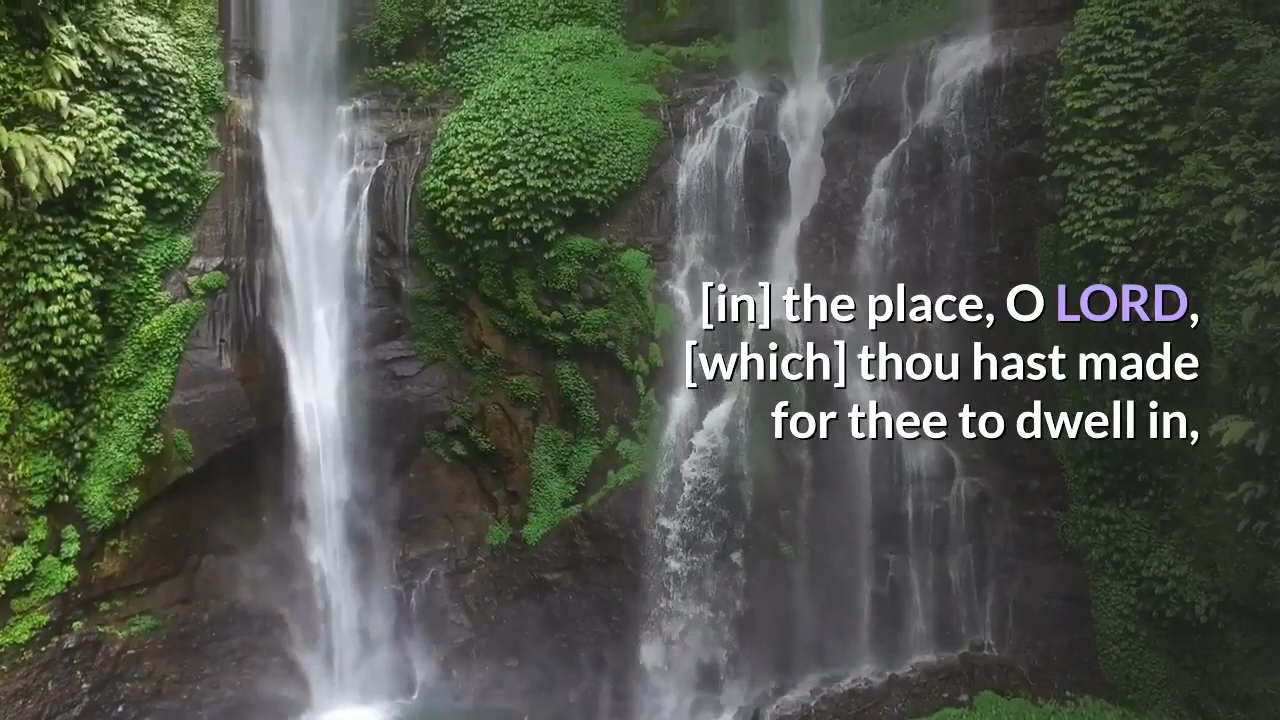 [in] the place, O LORD,
[which] thou hast made
for thee to dwell in,